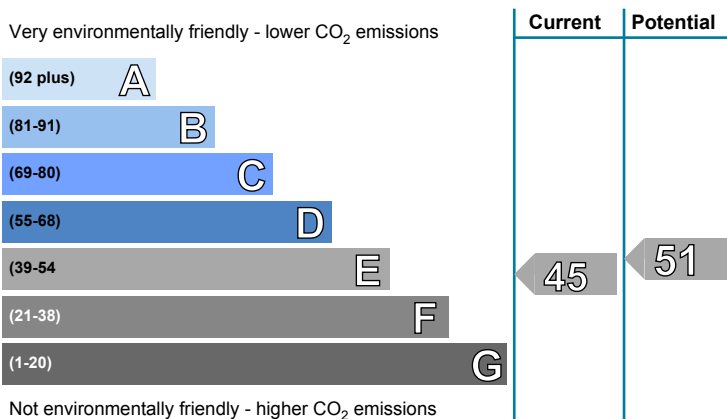 Very environmentally friendly - lower CO₂ emissions
Current
Potential
(92 plus) A
(81-91) B
(69-80) C
(55-68) D
(39-54 E
(21-38) F
(1-20) G
45
51
Not environmentally friendly - higher CO₂ emissions